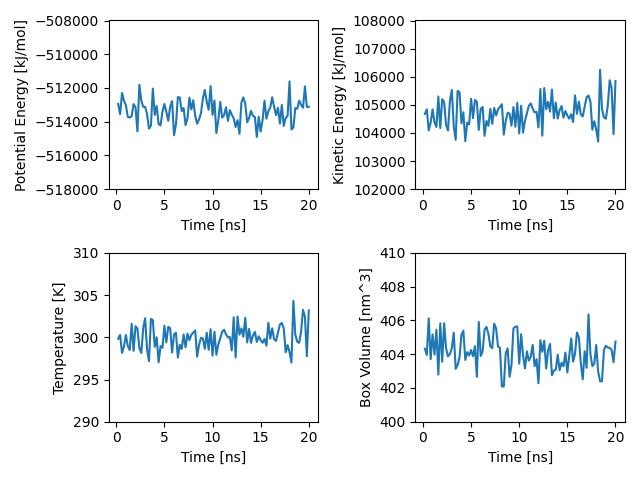 Potential Energy [kJ/mol]
−508000
−510000
−512000
−514000
−516000
−518000
0 5 10 15 20
Time [ns]
Kinetic Energy [kJ/mol]
108000
107000
106000
105000
104000
103000
102000
0 5 10 15 20
Time [ns]
Temperature [K]
310
305
300
295
290
0 5 10 15 20
Time [ns]
Box Volume [nm^3]
410
408
406
404
402
400
0 5 10 15 20
Time [ns]